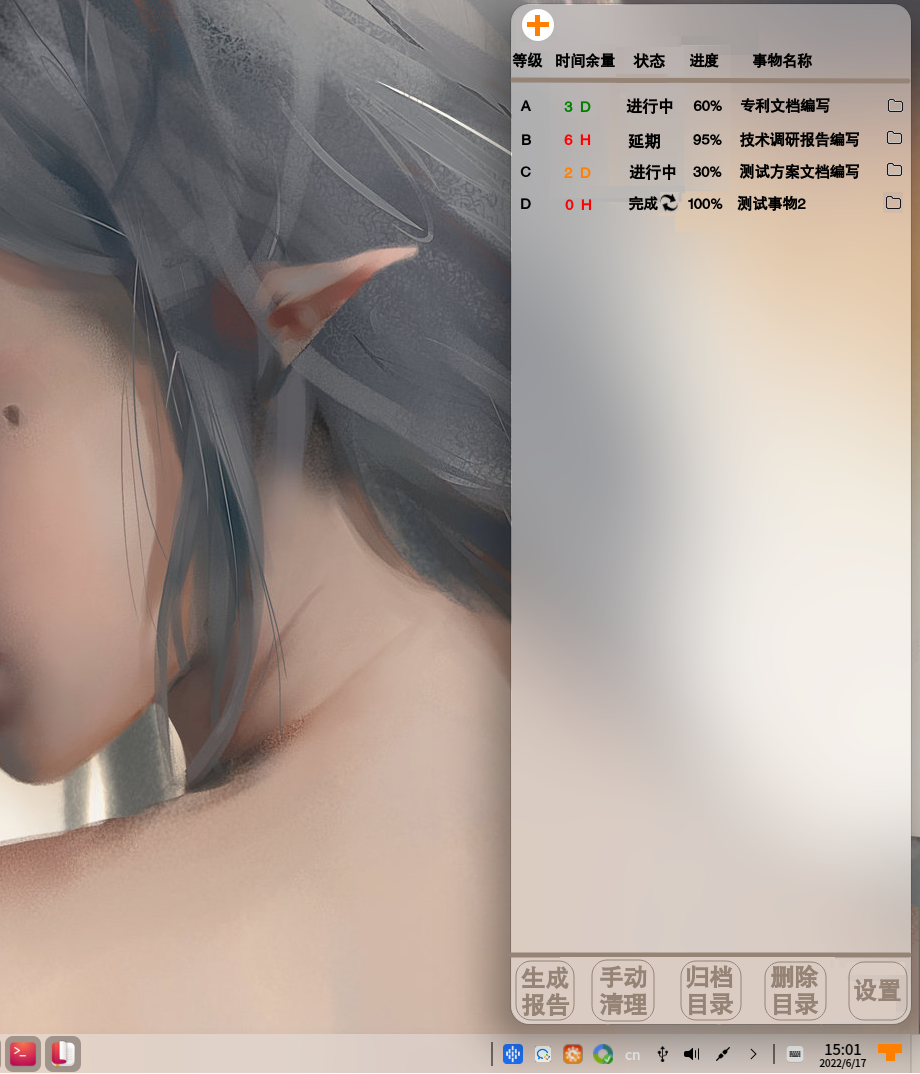 等级 时间余量 状态 进度 事物名称
A 3 D 进行中 60% 专利文档编写
B 6 H 延期 95% 技术调研报告编写
C 2 D 进行中 30% 测试方案文档编写
D 0 H 完成 100% 测试事物2
生成报告 手动清理 归档目录 删除目录 设置
cn 15:01
2022/6/17